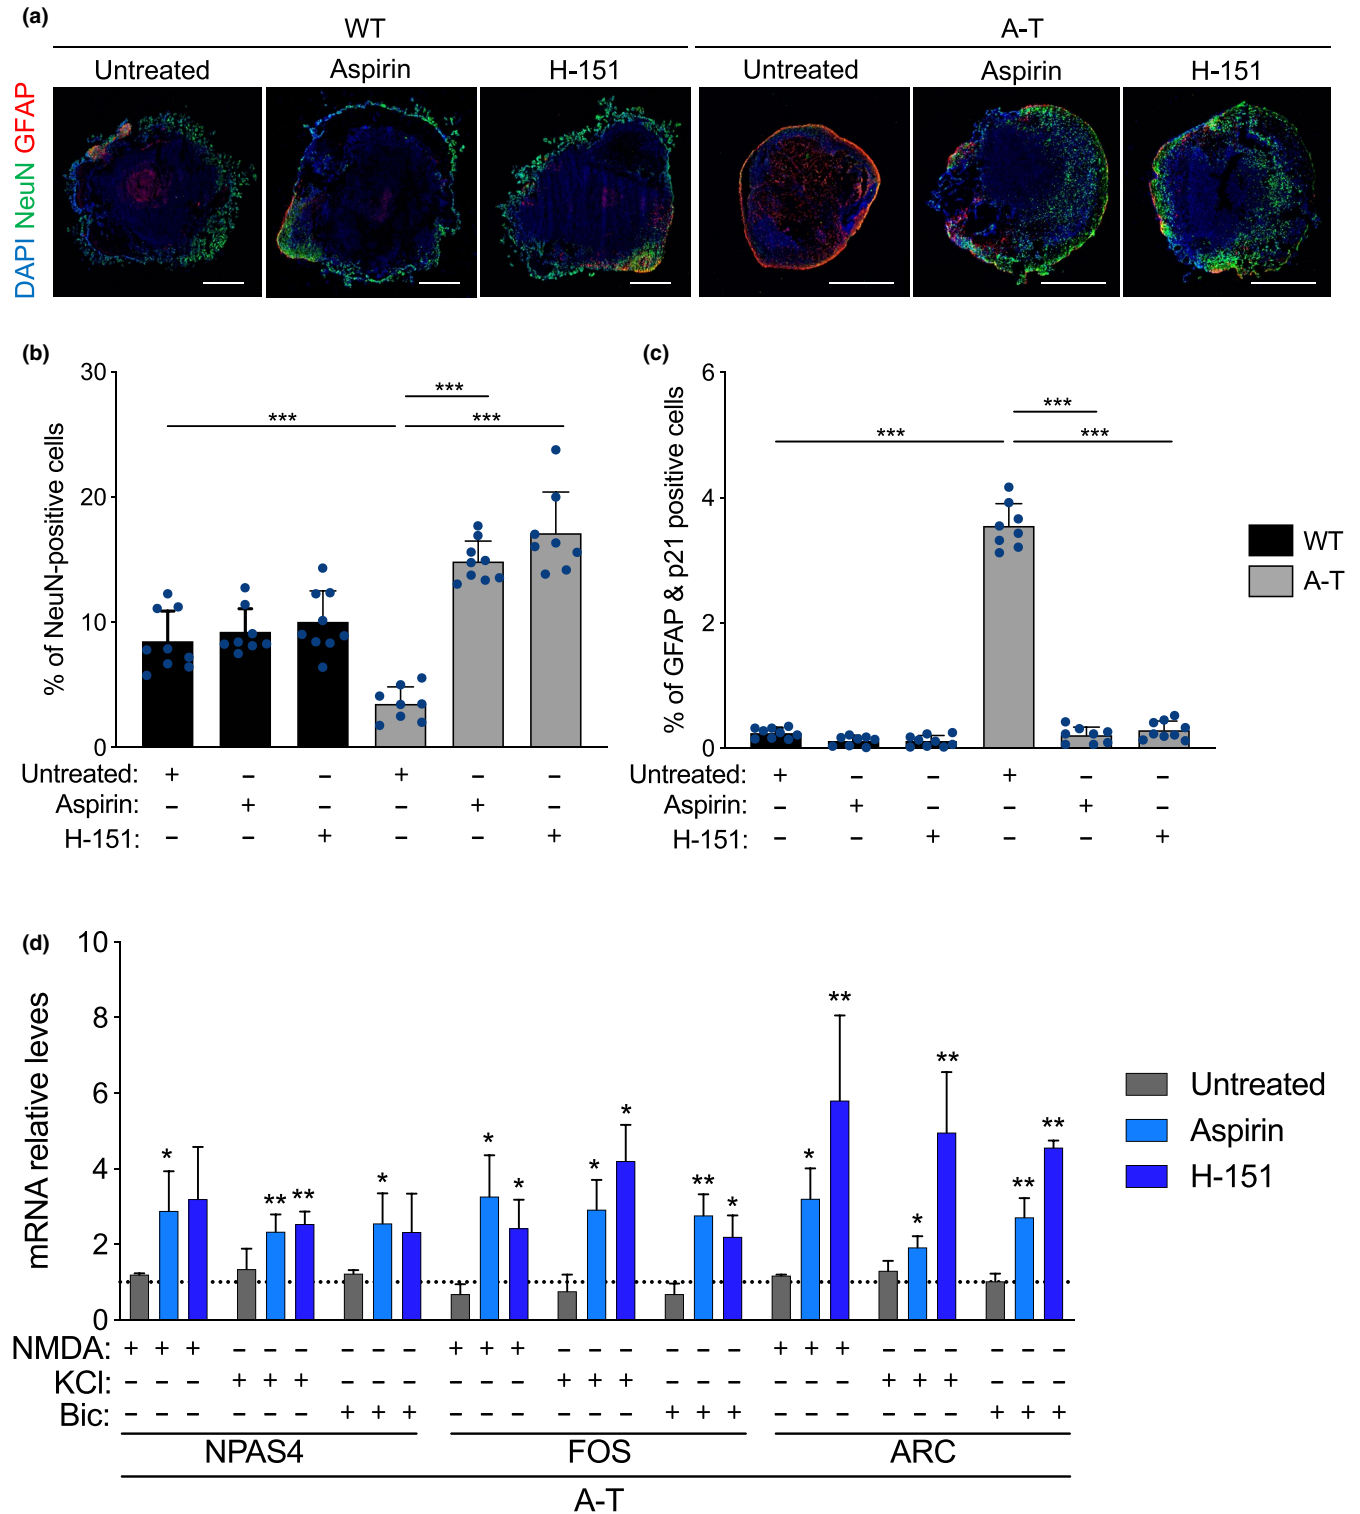 (a)
WT A-T
Untreated Aspirin H-151 Untreated Aspirin H-151
DAPI NeuN GFAP
(b)
% of NeuN-positive cells
30
20
10
0
*** *** ***
Untreated: + – – + – –
Aspirin: – + – – + –
H-151: – – + – – +
(c)
% of GFAP & p21 positive cells
6
4
2
0
*** *** ***
Untreated: + – – + – –
Aspirin: – + – – + –
H-151: – – + – – +
WT
A-T
(d)
mRNA relative leves
10
8
6
4
2
0
* ** ** * * * * * ** * * ** * ** ** **
Untreated
Aspirin
H-151
NMDA: + + + – – – – – – + + + – – – – – – + + + – – – – – –
KCl: – – – + + + – – – – – – + + + – – – – – – + + + – – –
Bic: – – – – – – + + + – – – – – – + + + – – – – – – + + +
NPAS4 FOS ARC
A-T